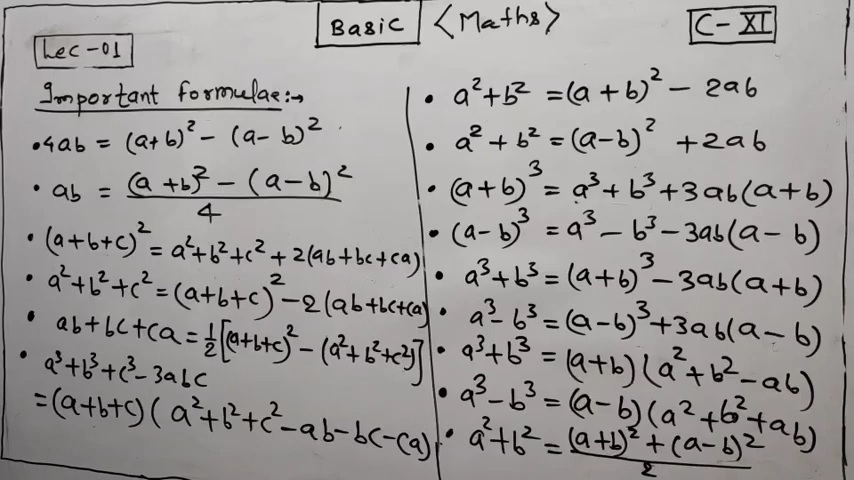 Basic <Maths>
C-XI
Lec-01
Important formulae:→
• 4ab = (a+b)² - (a-b)²
• ab = (a+b)² - (a-b)² / 4
• (a+b+c)² = a²+b²+c²+2(ab+bc+ca)
• a²+b²+c² = (a+b+c)² - 2(ab+bc+ca)
• ab+bc+ca = 1/2[(a+b+c)² - (a²+b²+c²)]
• a³+b³+c³-3abc
= (a+b+c)(a²+b²+c²-ab-bc-ca)
• a²+b² = (a+b)² - 2ab
• a²+b² = (a-b)² + 2ab
• (a+b)³ = a³+b³+3ab(a+b)
• (a-b)³ = a³-b³-3ab(a-b)
• a³+b³ = (a+b)³-3ab(a+b)
• a³-b³ = (a-b)³+3ab(a-b)
• a³+b³ = (a+b)(a²+b²-ab)
• a³-b³ = (a-b)(a²+b²+ab)
• a²+b² = (a+b)²+(a-b)² / 2